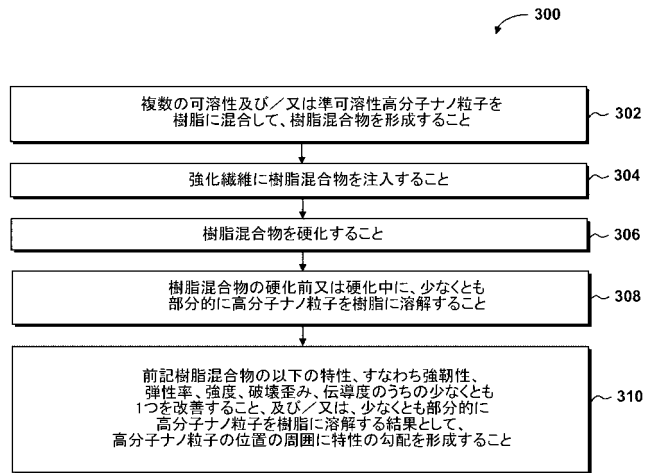 300
複数の可溶性及び/又は準可溶性高分子ナノ粒子を
樹脂に混合して、樹脂混合物を形成すること
302
強化繊維に樹脂混合物を注入すること
304
樹脂混合物を硬化すること
306
樹脂混合物の硬化前又は硬化中に、少なくとも
部分的に高分子ナノ粒子を樹脂に溶解すること
308
前記樹脂混合物の以下の特性、すなわち強靭性、
弾性率、強度、破壊歪み、伝導度のうちの少なくとも
1つを改善すること、及び/又は、少なくとも部分的に
高分子ナノ粒子を樹脂に溶解する結果として、
高分子ナノ粒子の位置の周囲に特性の勾配を形成すること
310